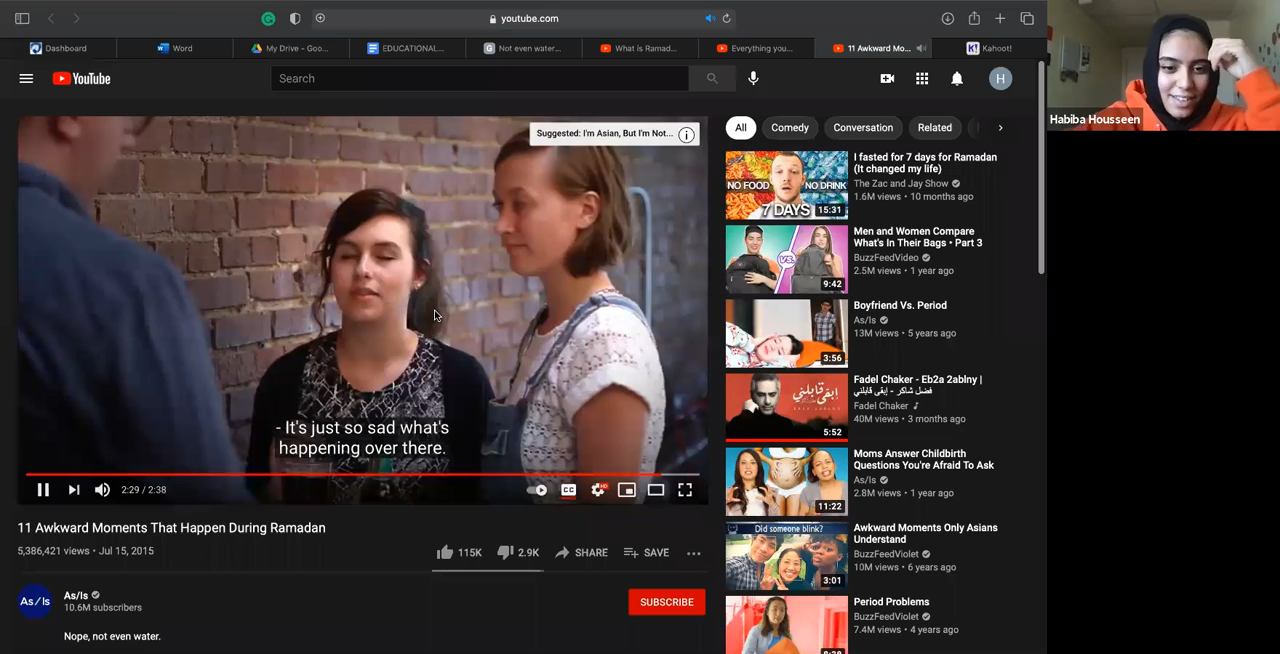 youtube.com
Dashboard
Word
My Drive - Goo...
EDUCATIONAL...
Not even water...
What is Ramad...
Everything you...
11 Awkward Mo...
Kahoot!
YouTube
Search
H
Habiba Housseen
Suggested: I'm Asian, But I'm Not...
- It's just so sad what's
happening over there.
2:29 / 2:38
CC
HD
11 Awkward Moments That Happen During Ramadan
5,386,421 views • Jul 15, 2015
115K
2.9K
SHARE
SAVE
As/Is
As/Is
10.6M subscribers
SUBSCRIBE
Nope, not even water.
All
Comedy
Conversation
Related
NO FOOD
NO DRINK
7 DAYS
15:31
I fasted for 7 days for Ramadan
(It changed my life)
The Zac and Jay Show
1.6M views • 10 months ago
VS.
9:42
Men and Women Compare
What's In Their Bags • Part 3
BuzzFeedVideo
2.5M views • 1 year ago
3:56
Boyfriend Vs. Period
As/Is
13M views • 5 years ago
إبقى قابلني
5:52
Fadel Chaker - Eb2a 2ablny |
فضل شاكر - إبقى قابلني
Fadel Chaker
40M views • 3 months ago
11:22
Moms Answer Childbirth
Questions You're Afraid To Ask
As/Is
2.8M views • 1 year ago
Did someone blink?
3:01
Awkward Moments Only Asians
Understand
BuzzFeedViolet
10M views • 6 years ago
Period Problems
BuzzFeedViolet
7.4M views • 4 years ago